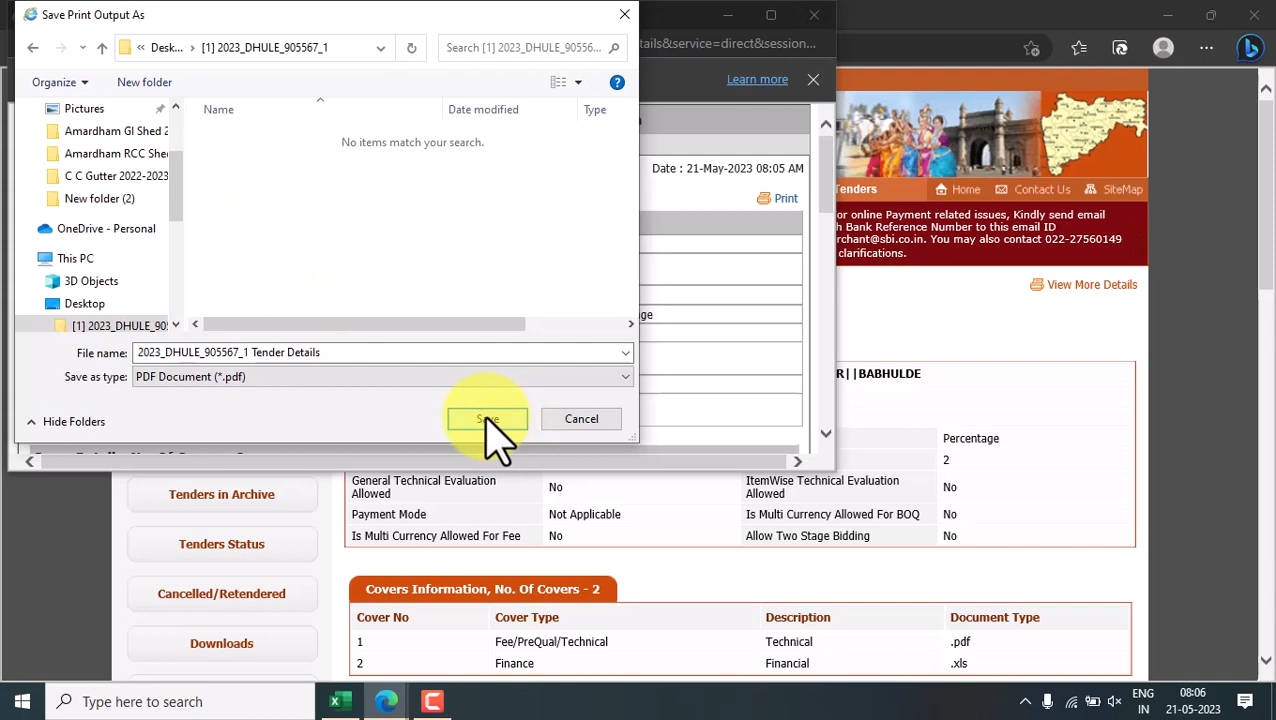 Save Print Output As
Desk... > [1] 2023_DHULE_905567_1
Search [1] 2023_DHULE_90556...
Organize
New folder
Pictures
Amardham GI Shed 2
Amardham RCC Shed
C C Gutter 2022-2023
New folder (2)
OneDrive - Personal
This PC
3D Objects
Desktop
[1] 2023_DHULE_905
Name
Date modified
Type
No items match your search.
File name:
2023_DHULE_905567_1 Tender Details
Save as type:
PDF Document (*.pdf)
Hide Folders
Save
Cancel
ails&service=direct&session...
Learn more
Date : 21-May-2023 08:05 AM
Print
ge
Tenders
Home
Contact Us
SiteMap
or online Payment related issues, Kindly send email
h Bank Reference Number to this email ID
rchant@sbi.co.in. You may also contact 022-27560149
clarifications.
View More Details
R||BABHULDE
Percentage
2
General Technical Evaluation Allowed
No
ItemWise Technical Evaluation Allowed
No
Payment Mode
Not Applicable
Is Multi Currency Allowed For BOQ
No
Is Multi Currency Allowed For Fee
No
Allow Two Stage Bidding
No
Tenders in Archive
Tenders Status
Cancelled/Retendered
Downloads
Covers Information, No. Of Covers - 2
Cover No
Cover Type
Description
Document Type
1
Fee/PreQual/Technical
Technical
.pdf
2
Finance
Financial
.xls
Type here to search
ENG
IN
08:06
21-05-2023